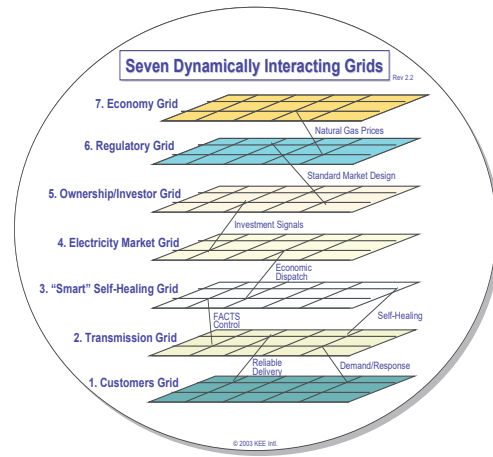 Seven Dynamically Interacting Grids
Rev 2.2
7. Economy Grid
Natural Gas Prices
6. Regulatory Grid
Standard Market Design
5. Ownership/Investor Grid
Investment Signals
4. Electricity Market Grid
Economic
Dispatch
3. “Smart” Self-Healing Grid
FACTS
Control
Self-Healing
2. Transmission Grid
Reliable
Delivery
Demand/Response
1. Customers Grid
© 2003 KEE Intl.